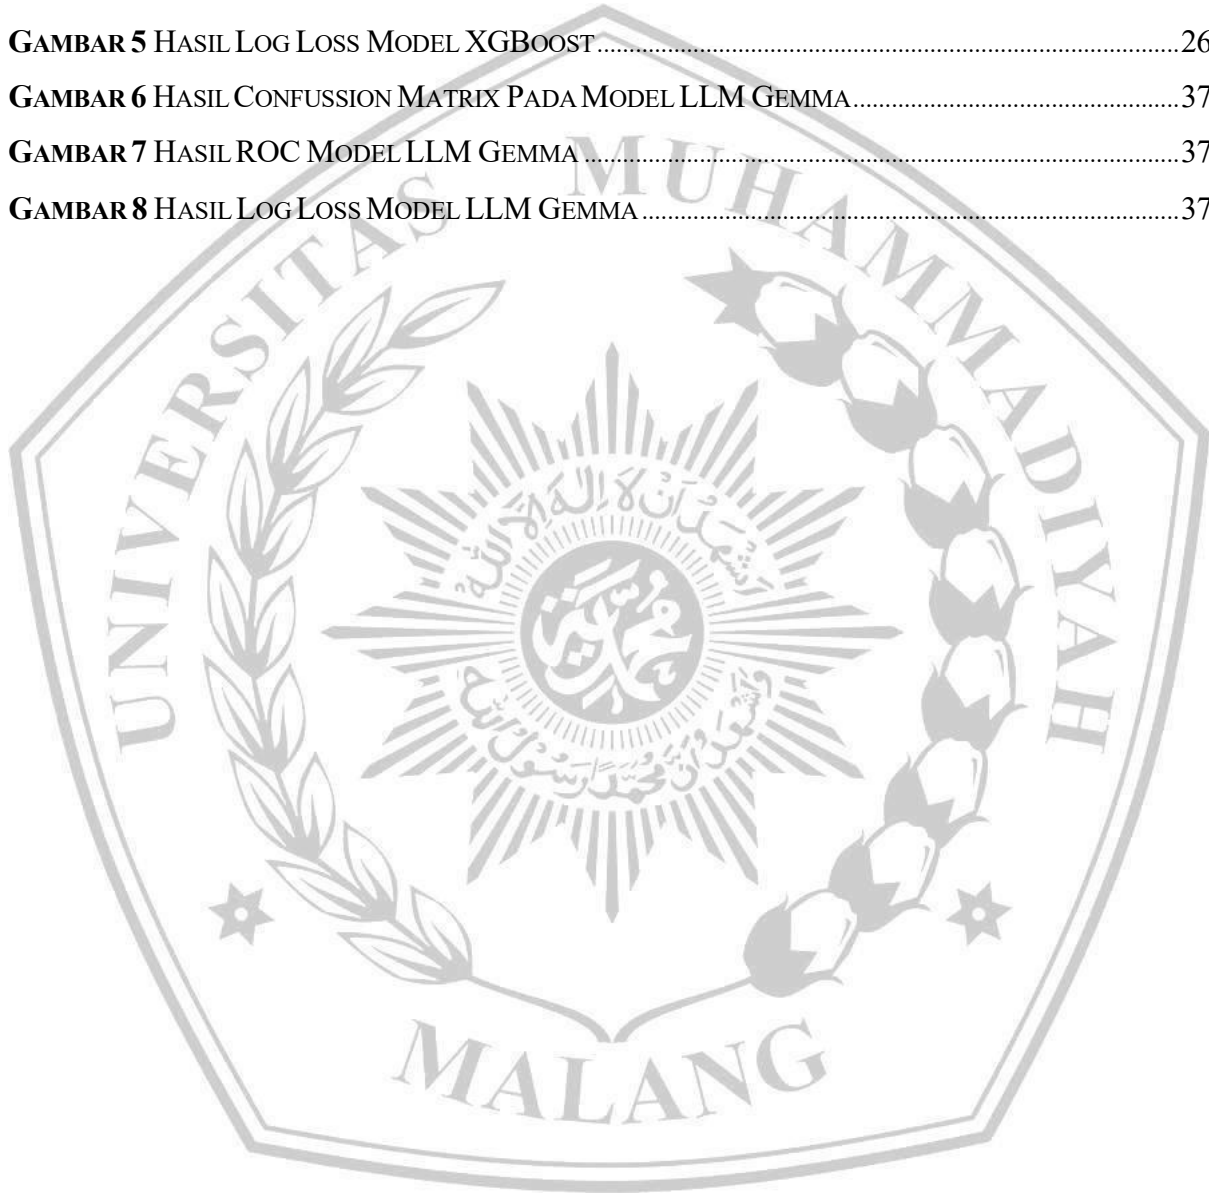 GAMBAR 5 HASIL LOG LOSS MODEL XGBOOST........................................26
GAMBAR 6 HASIL CONFUSSION MATRIX PADA MODEL LLM GEMMA........................................37
GAMBAR 7 HASIL ROC MODEL LLM GEMMA........................................37
GAMBAR 8 HASIL LOG LOSS MODEL LLM GEMMA........................................37
UNIVERSITAS MUHAMMADIYAH
MALANG